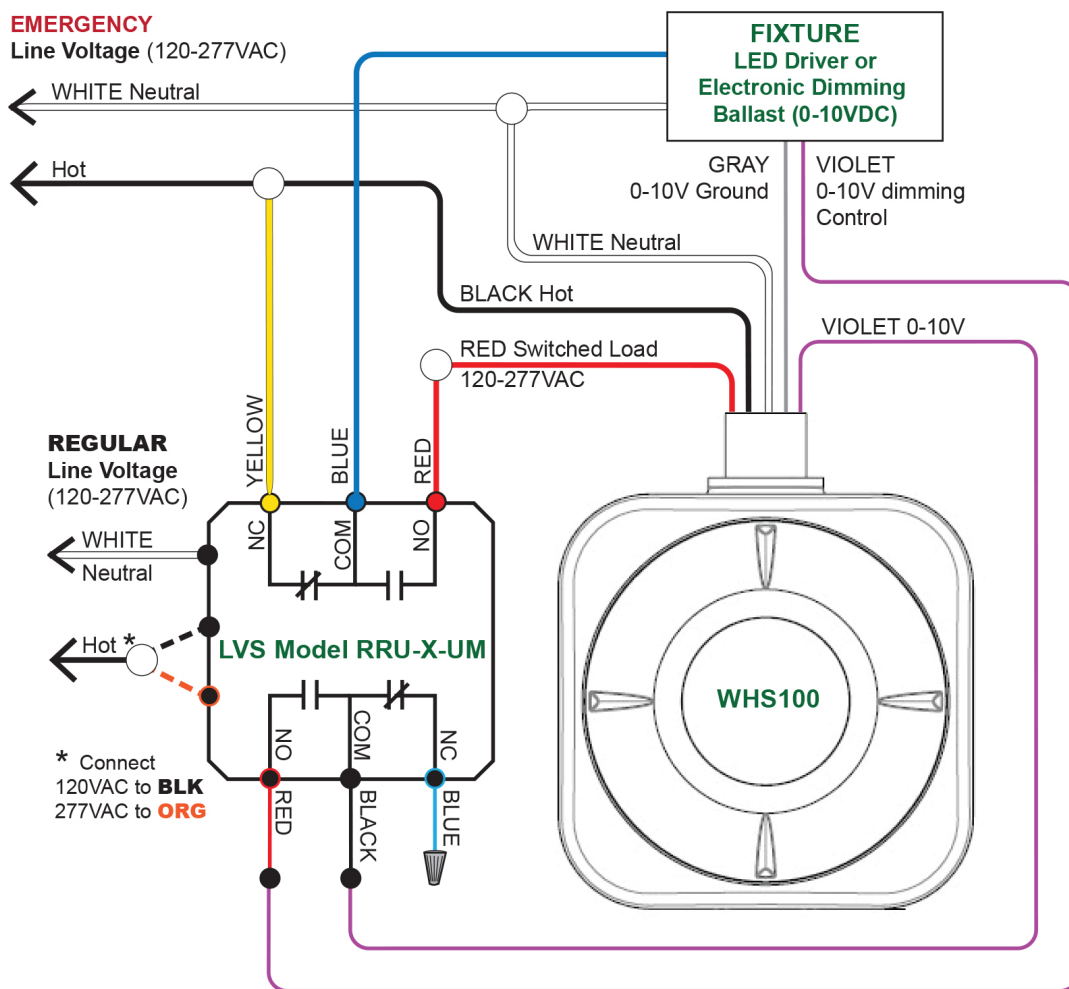 EMERGENCY
Line Voltage (120-277VAC)
WHITE Neutral
Hot
FIXTURE
LED Driver or
Electronic Dimming
Ballast (0-10VDC)
GRAY
0-10V Ground
VIOLET
0-10V dimming
Control
WHITE Neutral
BLACK Hot
VIOLET 0-10V
RED Switched Load
120-277VAC
YELLOW
BLUE
RED
REGULAR
Line Voltage
(120-277VAC)
NC
COM
NO
WHITE
Neutral
Hot *
LVS Model RRU-X-UM
WHS100
NO
COM
NC
* Connect
120VAC to BLK
277VAC to ORG
RED
BLACK
BLUE